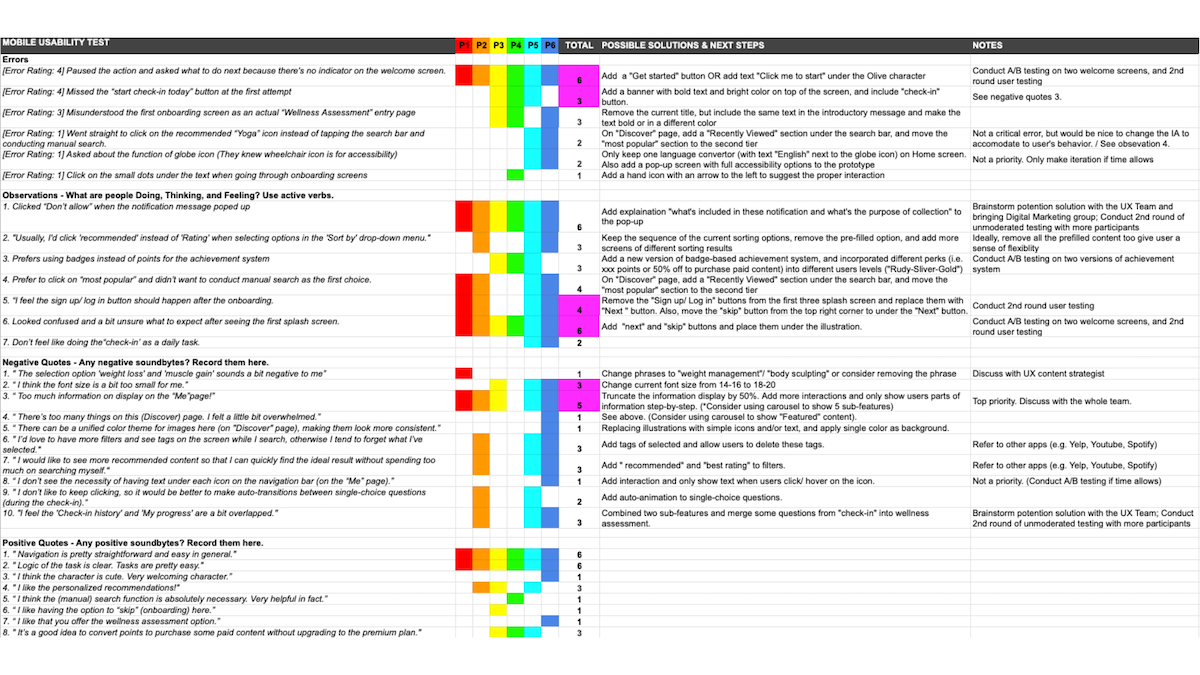 MOBILE USABILITY TEST P1 P2 P3 P4 P5 P6 TOTAL POSSIBLE SOLUTIONS & NEXT STEPS NOTES
Errors
[Error Rating: 4] Paused the action and asked what to do next because there's no indicator on the welcome screen.
6
Add a "Get started" button OR add text "Click me to start" under the Olive character
Conduct A/B testing on two welcome screens, and 2nd
round user testing
[Error Rating: 4] Missed the “start check-in today” button at the first attempt
3
Add a banner with bold text and bright color on top of the screen, and include "check-in"
button.
See negative quotes 3.
[Error Rating: 3] Misunderstood the first onboarding screen as an actual “Wellness Assessment” entry page
3
Remove the current title, but include the same text in the introductory message and make the
text bold or in a different color
[Error Rating: 1] Went straight to click on the recommended “Yoga” icon instead of tapping the search bar and
conducting manual search.
2
On "Discover" page, add a "Recently Viewed" section under the search bar, and move the
"most popular" section to the second tier
Not a critical error, but would be nice to change the IA to
accomodate to user's behavior. / See obsevation 4.
[Error Rating: 1] Asked about the function of globe icon (They knew wheelchair icon is for accessibility)
2
Only keep one language convertor (with text "English" next to the globe icon) on Home screen.
Also add a pop-up screen with full accessibility options to the prototype
Not a priority. Only make iteration if time allows
[Error Rating: 1] Click on the small dots under the text when going through onboarding screens
1
Add a hand icon with an arrow to the left to suggest the proper interaction
Observations - What are people Doing, Thinking, and Feeling? Use active verbs.
1. Clicked “Don't allow” when the notification message poped up
6
Add explaination "what's included in these notification and what's the purpose of collection" to
the pop-up
Brainstorm potention solution with the UX Team and
bringing Digital Marketing group; Conduct 2nd round of
unmoderated testing with more participants
2. "Usually, I'd click 'recommended' instead of 'Rating' when selecting options in the 'Sort by' drop-down menu."
3
Keep the sequence of the current sorting options, remove the pre-filled option, and add more
screens of different sorting results
Ideally, remove all the prefilled content too give user a
sense of flexiblity
3. Prefers using badges instead of points for the achievement system
3
Add a new version of badge-based achievement system, and incorporated different perks (i.e.
xxx points or 50% off to purchase paid content) into different users levels ("Rudy-Sliver-Gold")
Conduct A/B testing on two versions of achievement
system
4. Prefer to click on “most popular” and didn't want to conduct manual search as the first choice.
4
On "Discover" page, add a "Recently Viewed" section under the search bar, and move the
"most popular" section to the second tier
5. “I feel the sign up/ log in button should happen after the onboarding.
4
Remove the "Sign up/ Log in" buttons from the first three splash screen and replace them with
"Next " button. Also, move the "skip" button from the top right corner to under the "Next" button.
Conduct 2nd round user testing
6. Looked confused and a bit unsure what to expect after seeing the first splash screen.
6
Add "next" and "skip" buttons and place them under the illustration.
Conduct A/B testing on two welcome screens, and 2nd
round user testing
7. Don't feel like doing the“check-in' as a daily task.
2
Negative Quotes - Any negative soundbytes? Record them here.
1. " The selection option 'weight loss' and 'muscle gain' sounds a bit negative to me"
1
Change phrases to "weight management"/ "body sculpting" or consider removing the phrase
Discuss with UX content strategist
2. “ I think the font size is a bit too small for me.”
3
Change current font size from 14-16 to 18-20
3. “ Too much information on display on the “Me”page!”
5
Truncate the information display by 50%. Add more interactions and only show users parts of
information step-by-step. (*Consider using carousel to show 5 sub-features)
Top priority. Discuss with the whole team.
4. “ There's too many things on this (Discover) page. I felt a little bit overwhelmed.”
1
See above. (Consider using carousel to show "Featured" content).
5. “ There can be a unified color theme for images here (on "Discover" page), making them look more consistent.”
1
Replacing illustrations with simple icons and/or text, and apply single color as background.
6. " I'd love to have more filters and see tags on the screen while I search, otherwise I tend to forget what I've
selected."
3
Add tags of selected and allow users to delete these tags.
Refer to other apps (e.g. Yelp, Youtube, Spotify)
7. " I would like to see more recommended content so that I can quickly find the ideal result without spending too
much on searching myself."
3
Add " recommended" and "best rating" to filters.
Refer to other apps (e.g. Yelp, Youtube, Spotify)
8. “ I don't see the necessity of having text under each icon on the navigation bar (on the “Me” page).”
1
Add interaction and only show text when users click/ hover on the icon.
Not a priority. (Conduct A/B testing if time allows)
9. “ I don't like to keep clicking, so it would be better to make auto-transitions between single-choice questions
(during the check-in).”
2
Add auto-animation to single-choice questions.
10. "I feel the 'Check-in history' and 'My progress' are a bit overlapped."
3
Combined two sub-features and merge some questions from "check-in" into wellness
assessment.
Brainstorm potention solution with the UX Team; Conduct
2nd round of unmoderated testing with more participants
Positive Quotes - Any positive soundbytes? Record them here.
1. " Navigation is pretty straightforward and easy in general."
6
2. " Logic of the task is clear. Tasks are pretty easy."
6
3. “ I think the character is cute. Very welcoming character.”
1
4. “ I like the personalized recommendations!"
3
5. “ I think the (manual) search function is absolutely necessary. Very helpful in fact.”
1
6. “ I like having the option to “skip” (onboarding) here.”
1
7. “ I like that you offer the wellness assessment option.”
1
8. “ It's a good idea to convert points to purchase some paid content without upgrading to the premium plan."
3